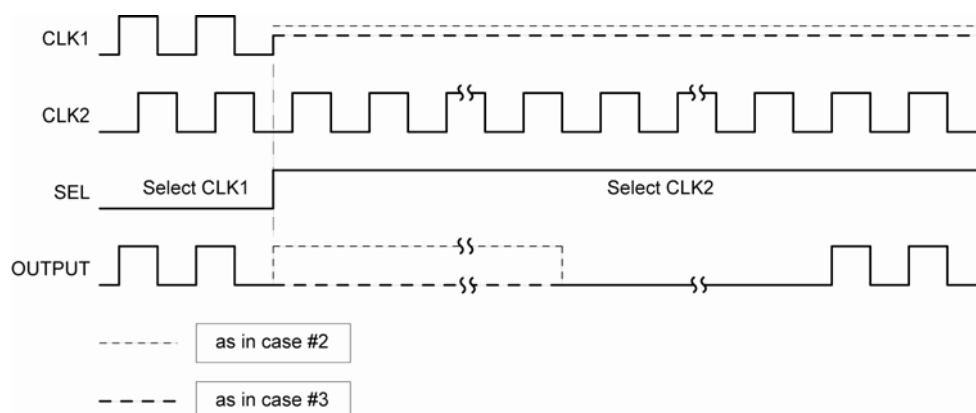 CLK1
CLK2
SEL
Select CLK1
Select CLK2
OUTPUT
as in case #2
as in case #3